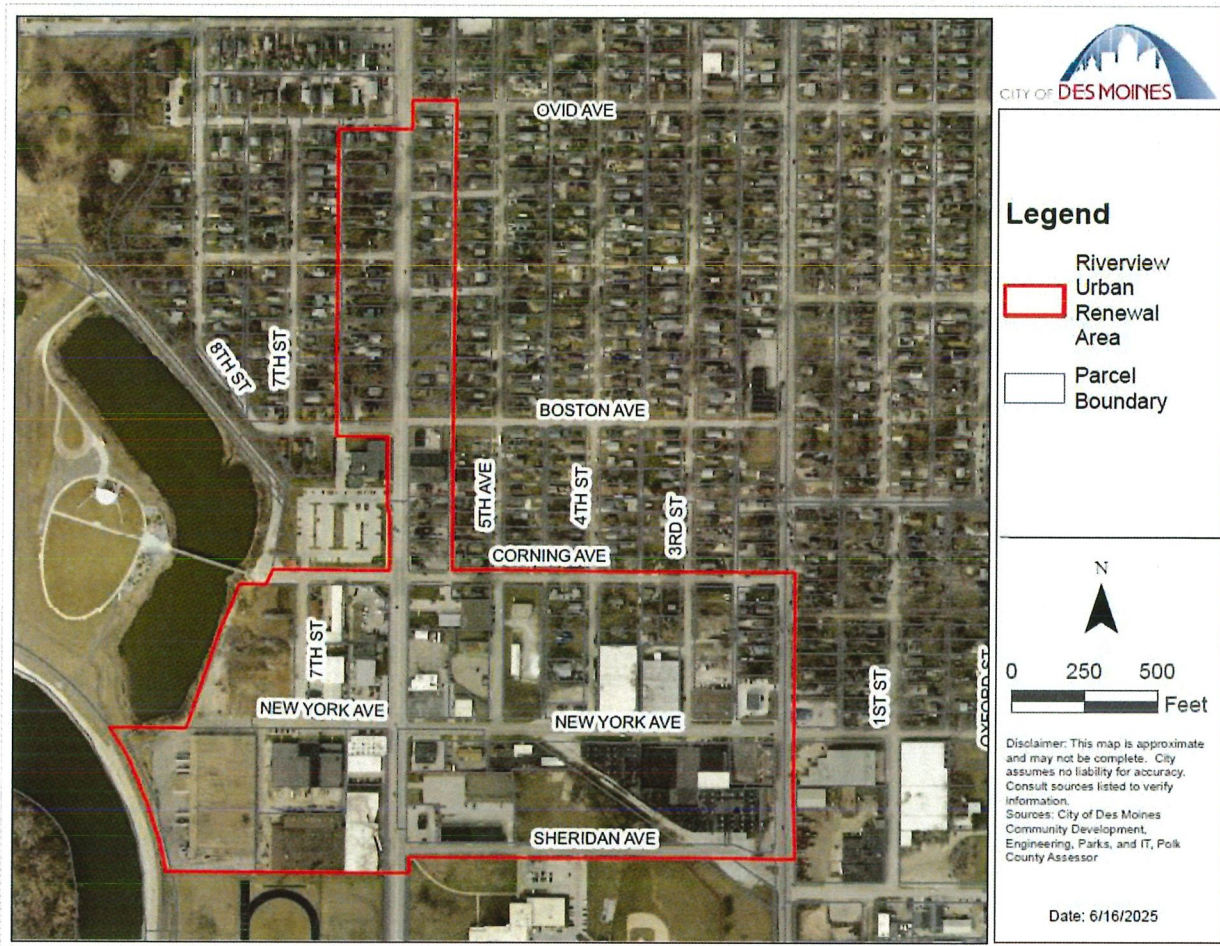 OVID AVE
8TH ST
7TH ST
BOSTON AVE
5TH AVE
4TH ST
3RD ST
CORNING AVE
7TH ST
NEW YORK AVE
NEW YORK AVE
1ST ST
OXFORD ST
SHERIDAN AVE
CITY OF DES MOINES
Legend
Riverview
Urban
Renewal
Area
Parcel
Boundary
N
0 250 500
Feet
Disclaimer: This map is approximate
and may not be complete. City
assumes no liability for accuracy.
Consult sources listed to verify
information.
Sources: City of Des Moines
Community Development,
Engineering, Parks, and IT, Polk
County Assessor
Date: 6/16/2025